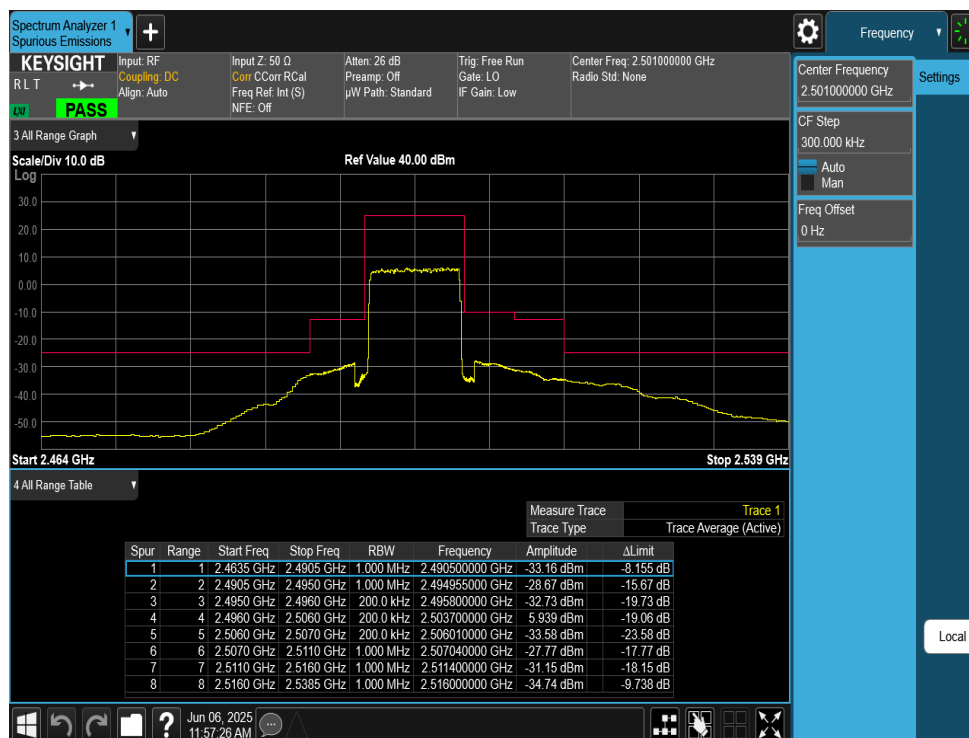 Spectrum Analyzer 1
Spurious Emissions
+
Frequency
KEYSIGHT
Input: RF
Input Z: 50 Ω
Atten: 26 dB
Trig: Free Run
Center Freq: 2.501000000 GHz
R L T
Coupling: DC
Corr CCorr RCal
Preamp: Off
Gate: LO
Radio Std: None
Align: Auto
Freq Ref: Int (S)
µW Path: Standard
IF Gain: Low
LXI
PASS
NFE: Off
Center Frequency
2.501000000 GHz
Settings
CF Step
300.000 kHz
Auto
Man
Freq Offset
0 Hz
3 All Range Graph
Scale/Div 10.0 dB
Ref Value 40.00 dBm
Log
30.0
20.0
10.0
0.00
-10.0
-20.0
-30.0
-40.0
-50.0
Start 2.464 GHz
Stop 2.539 GHz
4 All Range Table
Measure Trace Trace 1
Trace Type Trace Average (Active)
Spur Range Start Freq Stop Freq RBW Frequency Amplitude ΔLimit
1 1 2.4635 GHz 2.4905 GHz 1.000 MHz 2.490500000 GHz -33.16 dBm -8.155 dB
2 2 2.4905 GHz 2.4950 GHz 1.000 MHz 2.494955000 GHz -28.67 dBm -15.67 dB
3 3 2.4950 GHz 2.4960 GHz 200.0 kHz 2.495800000 GHz -32.73 dBm -19.73 dB
4 4 2.4960 GHz 2.5060 GHz 200.0 kHz 2.503700000 GHz 5.939 dBm -19.06 dB
5 5 2.5060 GHz 2.5070 GHz 200.0 kHz 2.506010000 GHz -33.58 dBm -23.58 dB
6 6 2.5070 GHz 2.5110 GHz 1.000 MHz 2.507040000 GHz -27.77 dBm -17.77 dB
7 7 2.5110 GHz 2.5160 GHz 1.000 MHz 2.511400000 GHz -31.15 dBm -18.15 dB
8 8 2.5160 GHz 2.5385 GHz 1.000 MHz 2.516000000 GHz -34.74 dBm -9.738 dB
Local
?
Jun 06, 2025
11:57:26 AM